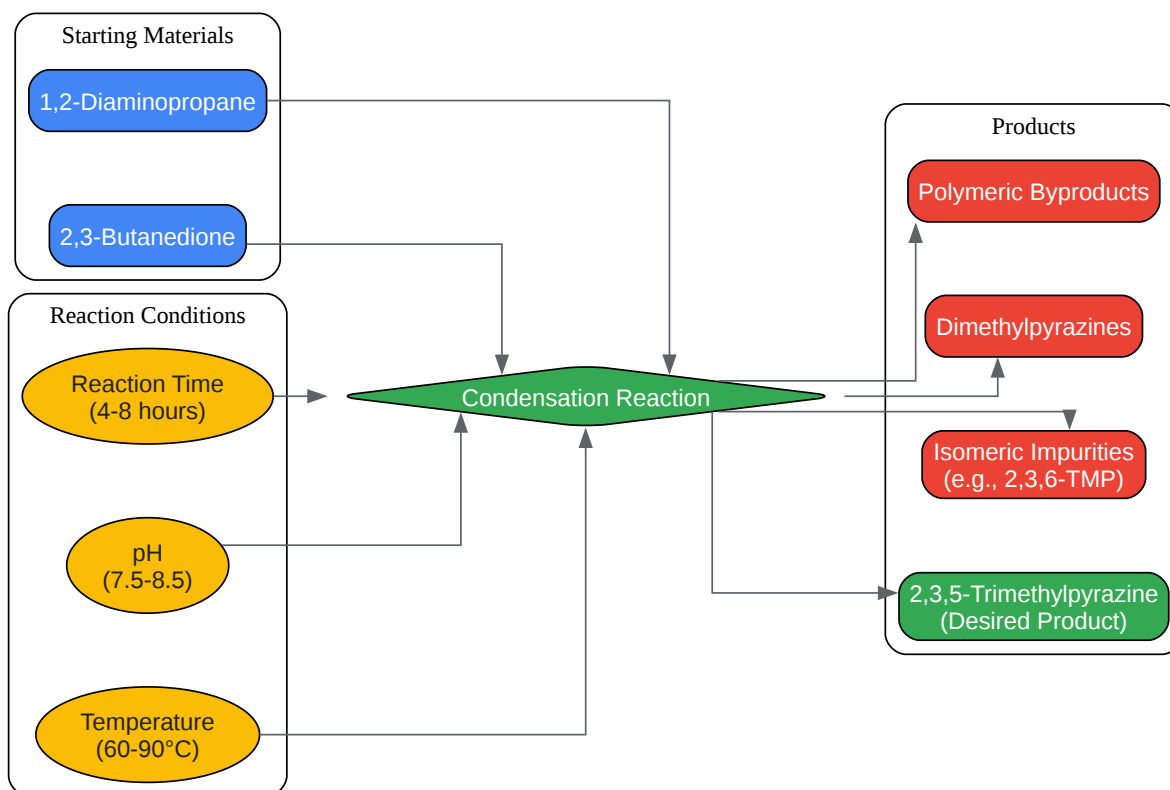 Starting Materials
1,2-Diaminopropane
2,3-Butanedione
Reaction Conditions
Reaction Time
(4-8 hours)
pH
(7.5-8.5)
Temperature
(60-90°C)
Condensation Reaction
Products
Polymeric Byproducts
Dimethylpyrazines
Isomeric Impurities
(e.g., 2,3,6-TMP)
2,3,5-Trimethylpyrazine
(Desired Product)